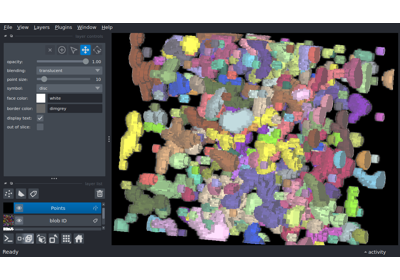 File View Layers Plugins Window Help
opacity: 1.00
blending: translucent
point size: 10
symbol: disc
face color: white
border color: dimgrey
display text: ✓
out of slice:
Points
blob ID
Ready
activity